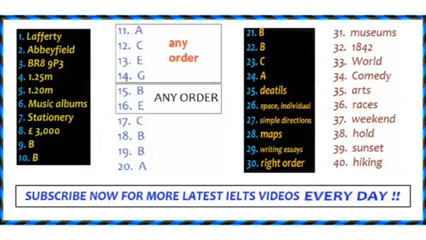 1. Lafferty
2. Abbeyfield
3. BR8 9P3
4. 1.25m
5. 1.20m
6. Music albums
7. Stationery
8. £ 3,000
9. B
10. B
11. A
12. C
13. E
14. G
any
order
15. B
16. E
ANY ORDER
17. C
18. B
19. B
20. A
21. B
22. B
23. C
24. A
25. deatils
26. space, individual
27. simple directions
28. maps
29. writing essays
30. right order
31. museums
32. 1842
33. World
34. Comedy
35. arts
36. races
37. weekend
38. hold
39. sunset
40. hiking
SUBSCRIBE NOW FOR MORE LATEST IELTS VIDEOS EVERY DAY !!